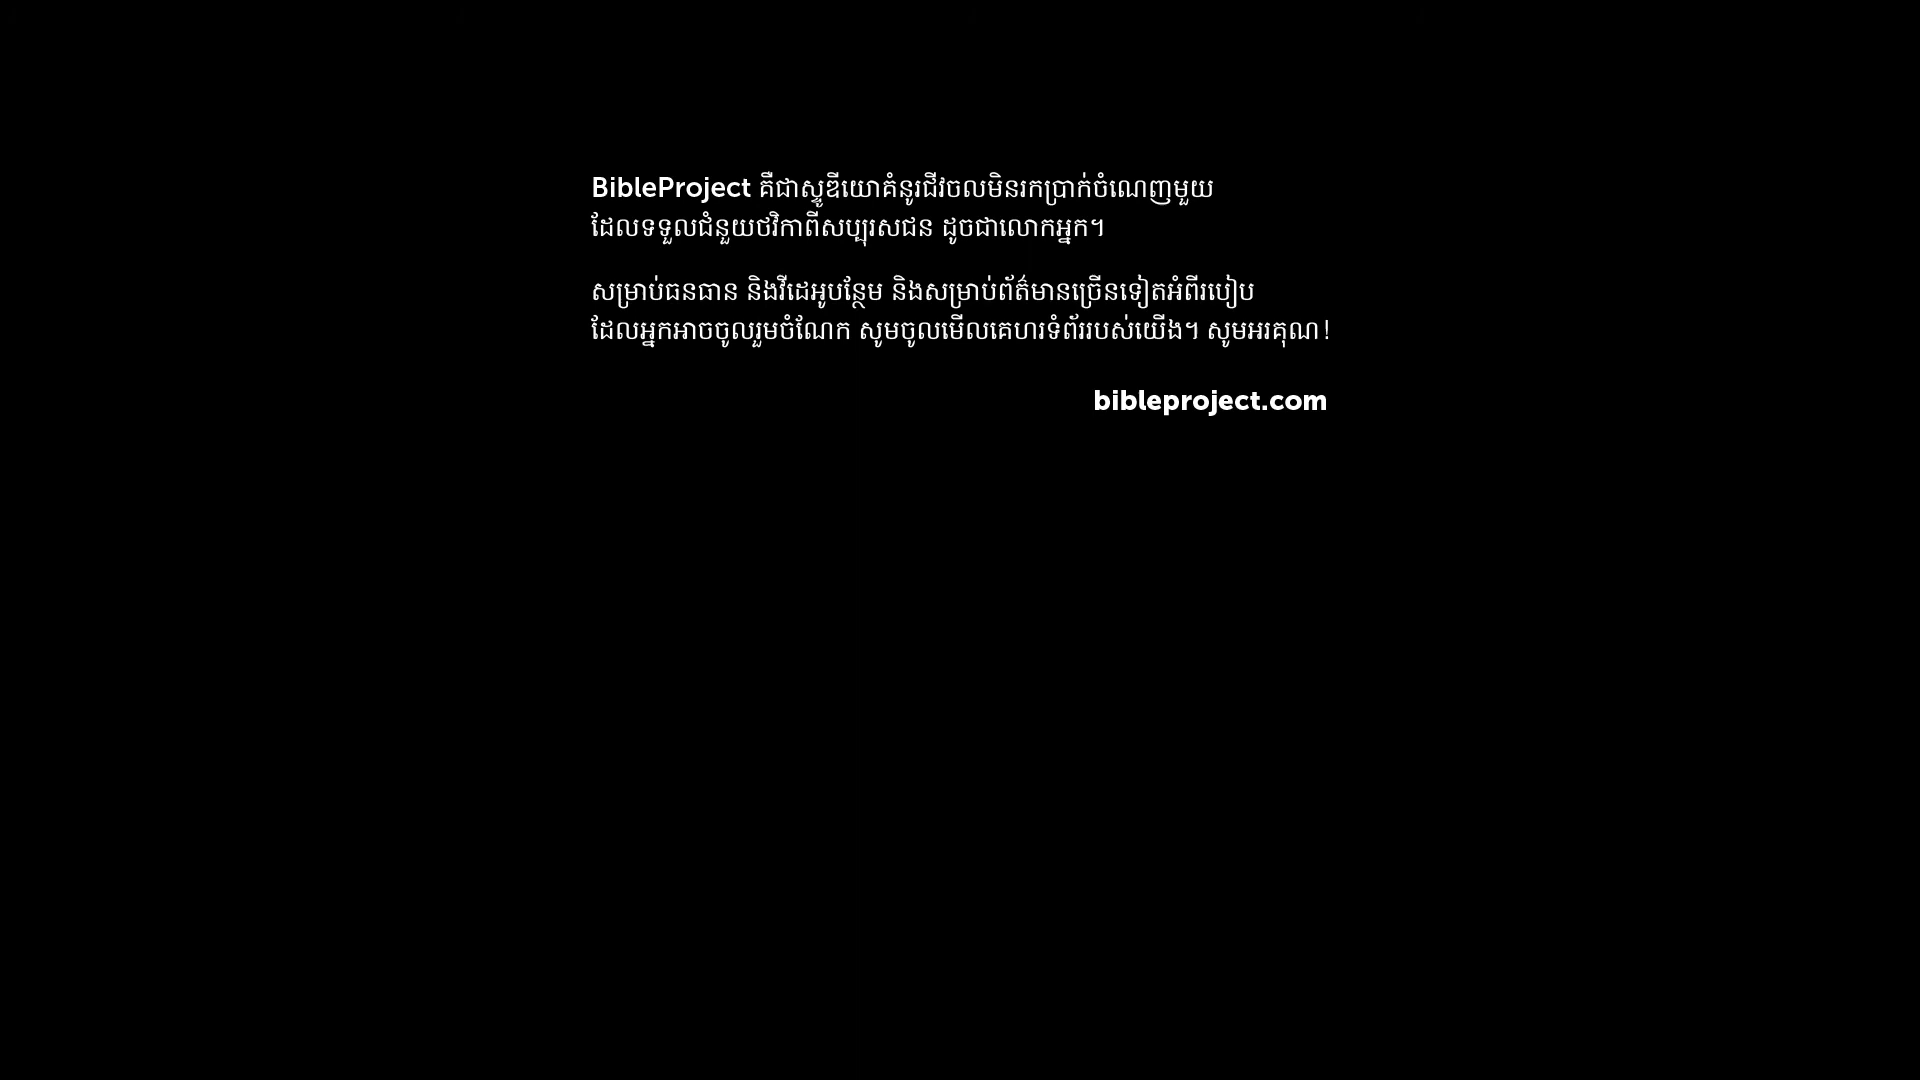 BibleProject គឺជាស្ទូឌីយោគំនូរជីវចលមិនរកប្រាក់ចំណេញមួយ
ដែលទទួលជំនួយថវិកាពីសប្បុរសជន ដូចជាលោកអ្នក។
សម្រាប់ធនធាន និងវីដេអូបន្ថែម និងសម្រាប់ព័ត៌មានច្រើនទៀតអំពីរបៀប
ដែលអ្នកអាចចូលរួមចំណែក សូមចូលមើលគេហទំព័ររបស់យើង។ សូមអរគុណ!
bibleproject.com